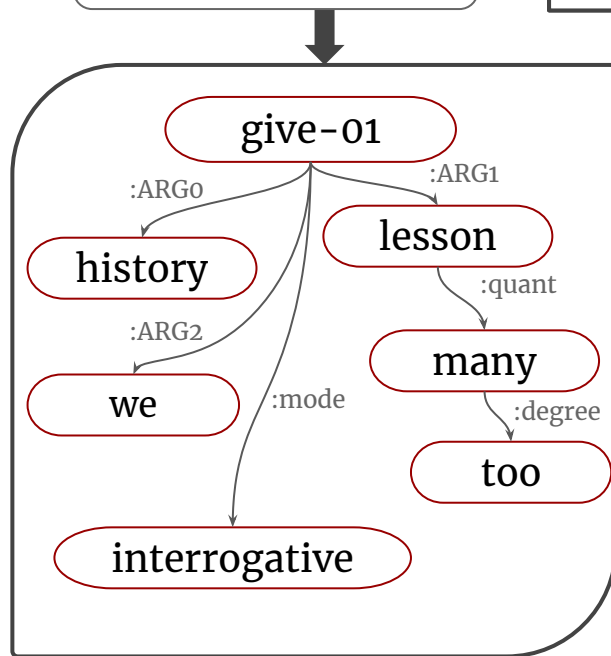 give-01
:ARG0
:ARG1
history
lesson
:quant
:ARG2
many
we
:mode
:degree
too
interrogative